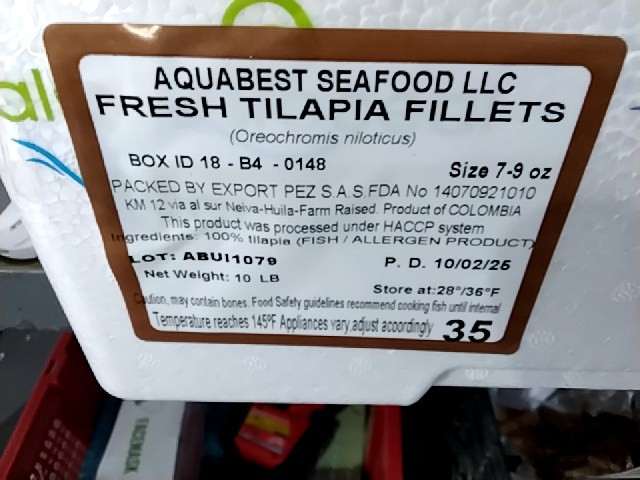 AQUABEST SEAFOOD LLC
FRESH TILAPIA FILLETS
(Oreochromis niloticus)
BOX ID 18 - B4 - 0148
Size 7-9 oz
PACKED BY EXPORT PEZ S.A.S.FDA No 14070921010
KM 12 via al sur Neiva-Huila-Farm Raised. Product of COLOMBIA
This product was processed under HACCP system
Ingredients: 100% tilapia (FISH / ALLERGEN PRODUCT)
LOT: ABUI1079
P. D. 10/02/25
Net Weight: 10 LB
Store at:28°/36°F
Caution, may contain bones. Food Safety guidelines recommend cooking fish until internal
Temperature reaches 145ºF Appliances vary,adjust acoordingly
35